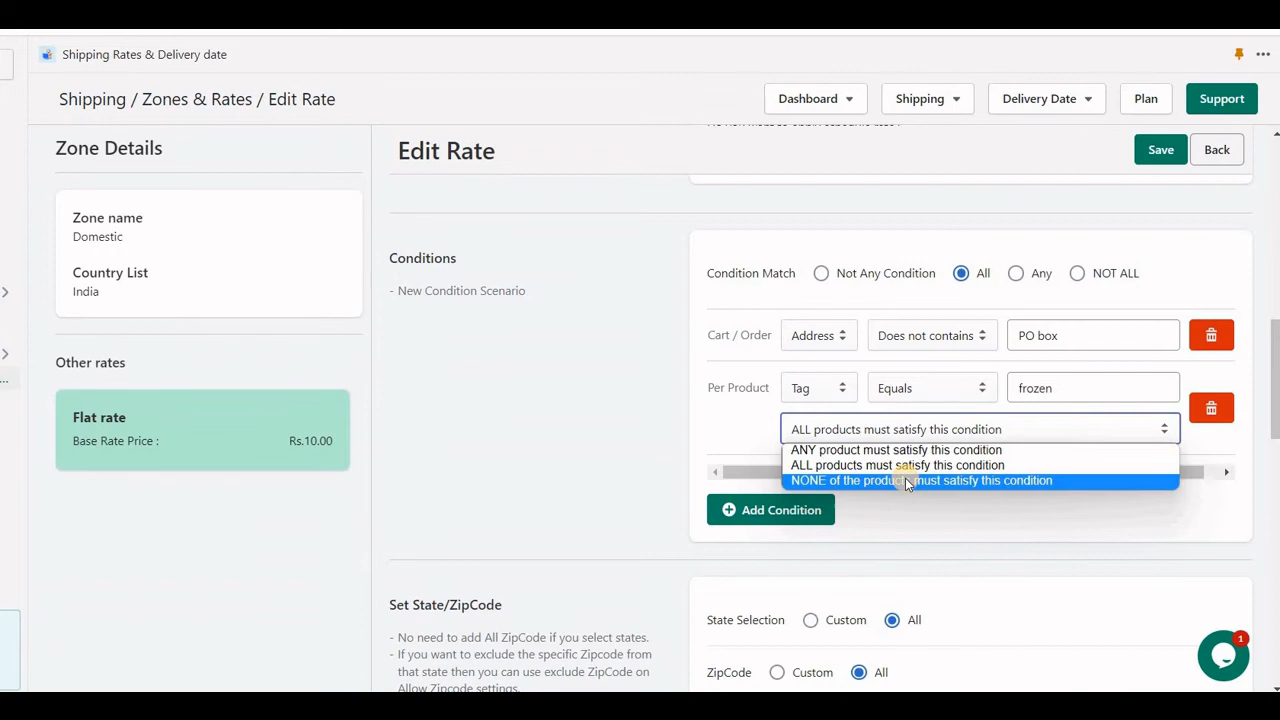 Shipping Rates & Delivery date
Shipping / Zones & Rates / Edit Rate
Dashboard
Shipping
Delivery Date
Plan
Support
Zone Details
Edit Rate
Save
Back
Zone name
Domestic
Country List
India
Other rates
Flat rate
Base Rate Price :
Rs.10.00
Conditions
- New Condition Scenario
Condition Match
Not Any Condition
All
Any
NOT ALL
Cart / Order
Address
Does not contains
PO box
Per Product
Tag
Equals
frozen
ALL products must satisfy this condition
ANY product must satisfy this condition
ALL products must satisfy this condition
NONE of the products must satisfy this condition
Add Condition
Set State/ZipCode
- No need to add All ZipCode if you select states.
- If you want to exclude the specific Zipcode from
that state then you can use exclude ZipCode on
Allow Zipcode settings.
State Selection
Custom
All
ZipCode
Custom
All
1